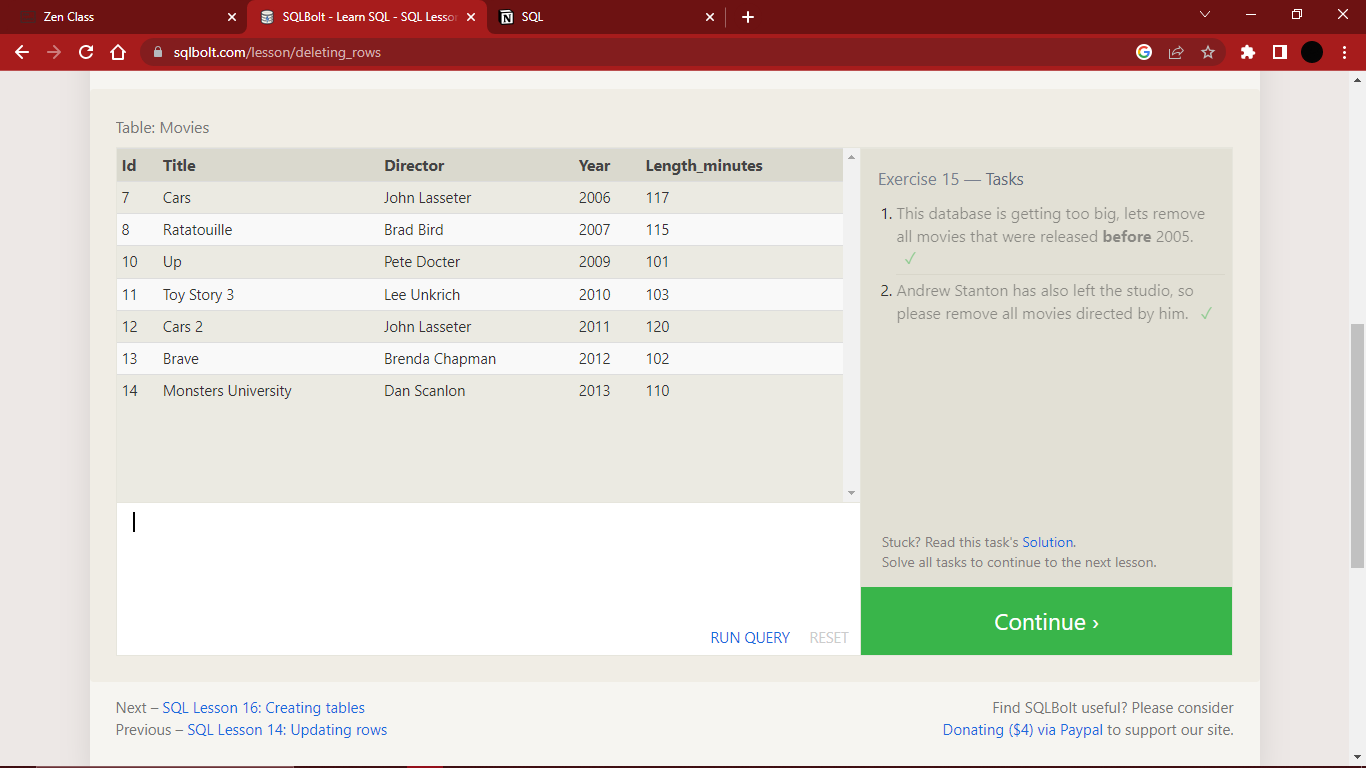 Zen Class
SQLBolt - Learn SQL - SQL Lesson
SQL
sqlbolt.com/lesson/deleting_rows
Table: Movies
Id Title Director Year Length_minutes
7 Cars John Lasseter 2006 117
8 Ratatouille Brad Bird 2007 115
10 Up Pete Docter 2009 101
11 Toy Story 3 Lee Unkrich 2010 103
12 Cars 2 John Lasseter 2011 120
13 Brave Brenda Chapman 2012 102
14 Monsters University Dan Scanlon 2013 110
RUN QUERY RESET
Exercise 15 — Tasks
1. This database is getting too big, lets remove
all movies that were released before 2005.
✓
2. Andrew Stanton has also left the studio, so
please remove all movies directed by him. ✓
Stuck? Read this task's Solution.
Solve all tasks to continue to the next lesson.
Continue ›
Next – SQL Lesson 16: Creating tables
Previous – SQL Lesson 14: Updating rows
Find SQLBolt useful? Please consider
Donating ($4) via Paypal to support our site.